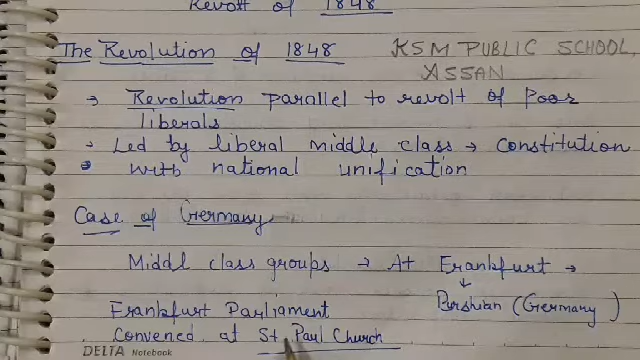 Revolt of 1848
The Revolution of 1848
KSM PUBLIC SCHOOL,
ASSAN
→ Revolution parallel to revolt of Poor
liberals
· Led by liberal middle class → constitution
• with national unification
Case of Germany
Middl class groups → At Frankfurt →
↓
Purshian (Germany)
Frankfurt Parliament
Convened at St. Paul Church
DELTA Notebook